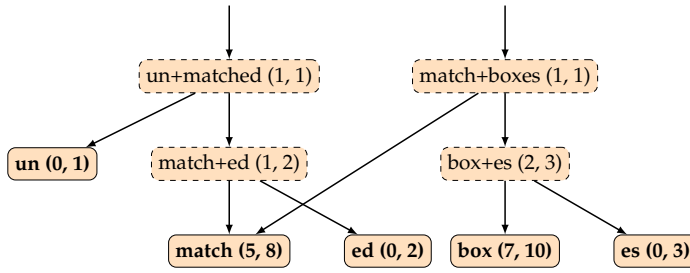 un+matched (1, 1)
match+boxes (1, 1)
un (0, 1)
match+ed (1, 2)
box+es (2, 3)
match (5, 8)
ed (0, 2)
box (7, 10)
es (0, 3)